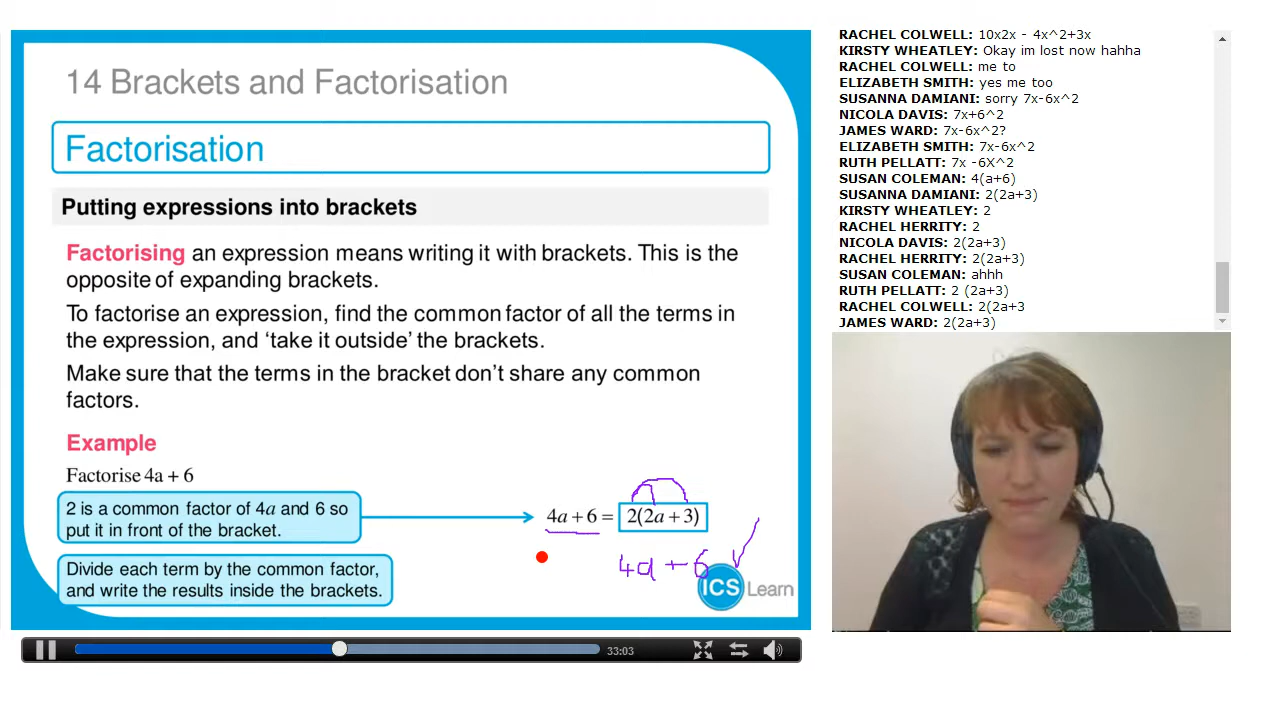 14 Brackets and Factorisation
Factorisation
Putting expressions into brackets
Factorising an expression means writing it with brackets. This is the
opposite of expanding brackets.
To factorise an expression, find the common factor of all the terms in
the expression, and ‘take it outside’ the brackets.
Make sure that the terms in the bracket don’t share any common
factors.
Example
Factorise 4a + 6
2 is a common factor of 4a and 6 so
put it in front of the bracket.
4a + 6 = 2(2a + 3)
4a + 6
Divide each term by the common factor,
and write the results inside the brackets.
ICS Learn
33:03
RACHEL COLWELL: 10x2x - 4x^2+3x
KIRSTY WHEATLEY: Okay im lost now hahha
RACHEL COLWELL: me to
ELIZABETH SMITH: yes me too
SUSANNA DAMIANI: sorry 7x-6x^2
NICOLA DAVIS: 7x+6^2
JAMES WARD: 7x-6x^2?
ELIZABETH SMITH: 7x-6x^2
RUTH PELLATT: 7x -6X^2
SUSAN COLEMAN: 4(a+6)
SUSANNA DAMIANI: 2(2a+3)
KIRSTY WHEATLEY: 2
RACHEL HERRITY: 2
NICOLA DAVIS: 2(2a+3)
RACHEL HERRITY: 2(2a+3)
SUSAN COLEMAN: ahhh
RUTH PELLATT: 2 (2a+3)
RACHEL COLWELL: 2(2a+3
JAMES WARD: 2(2a+3)